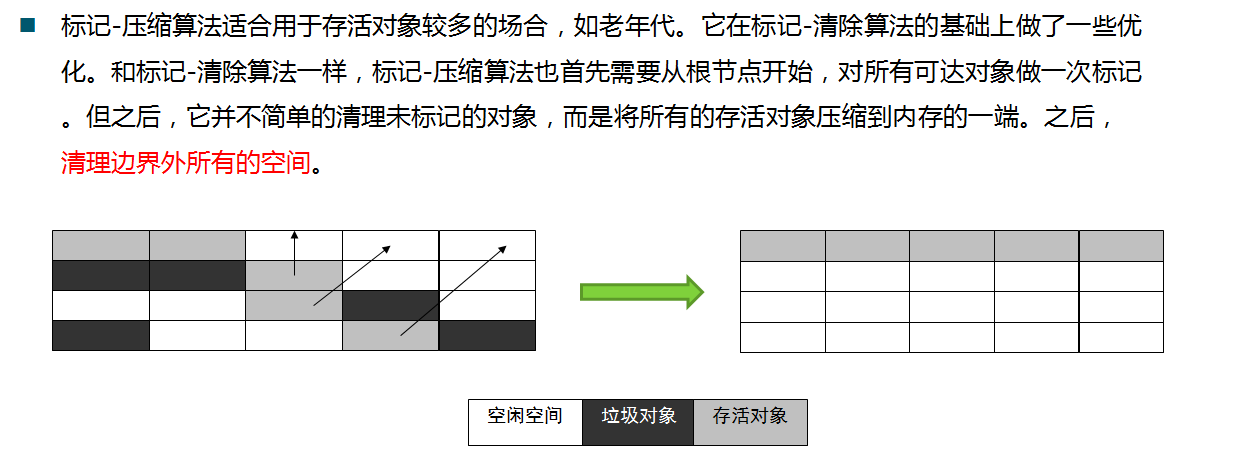 标记-压缩算法适合用于存活对象较多的场合，如老年代。它在标记-清除算法的基础上做了一些优
化。和标记-清除算法一样，标记-压缩算法也首先需要从根节点开始，对所有可达对象做一次标记
。但之后，它并不简单的清理未标记的对象，而是将所有的存活对象压缩到内存的一端。之后，
清理边界外所有的空间。
空闲空间 垃圾对象 存活对象